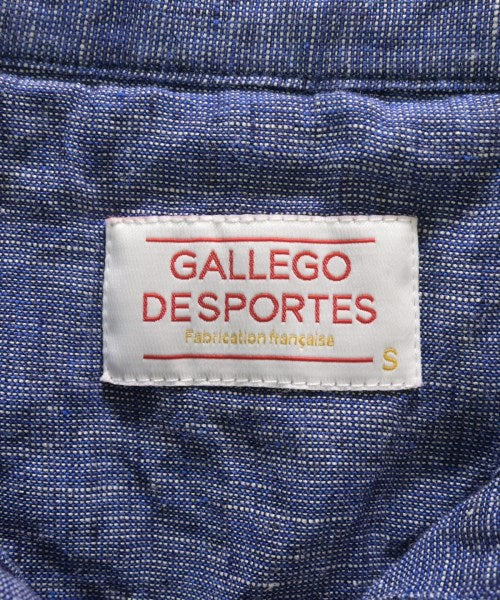 GALLEGO
DESPORTES
Fabrication française
S